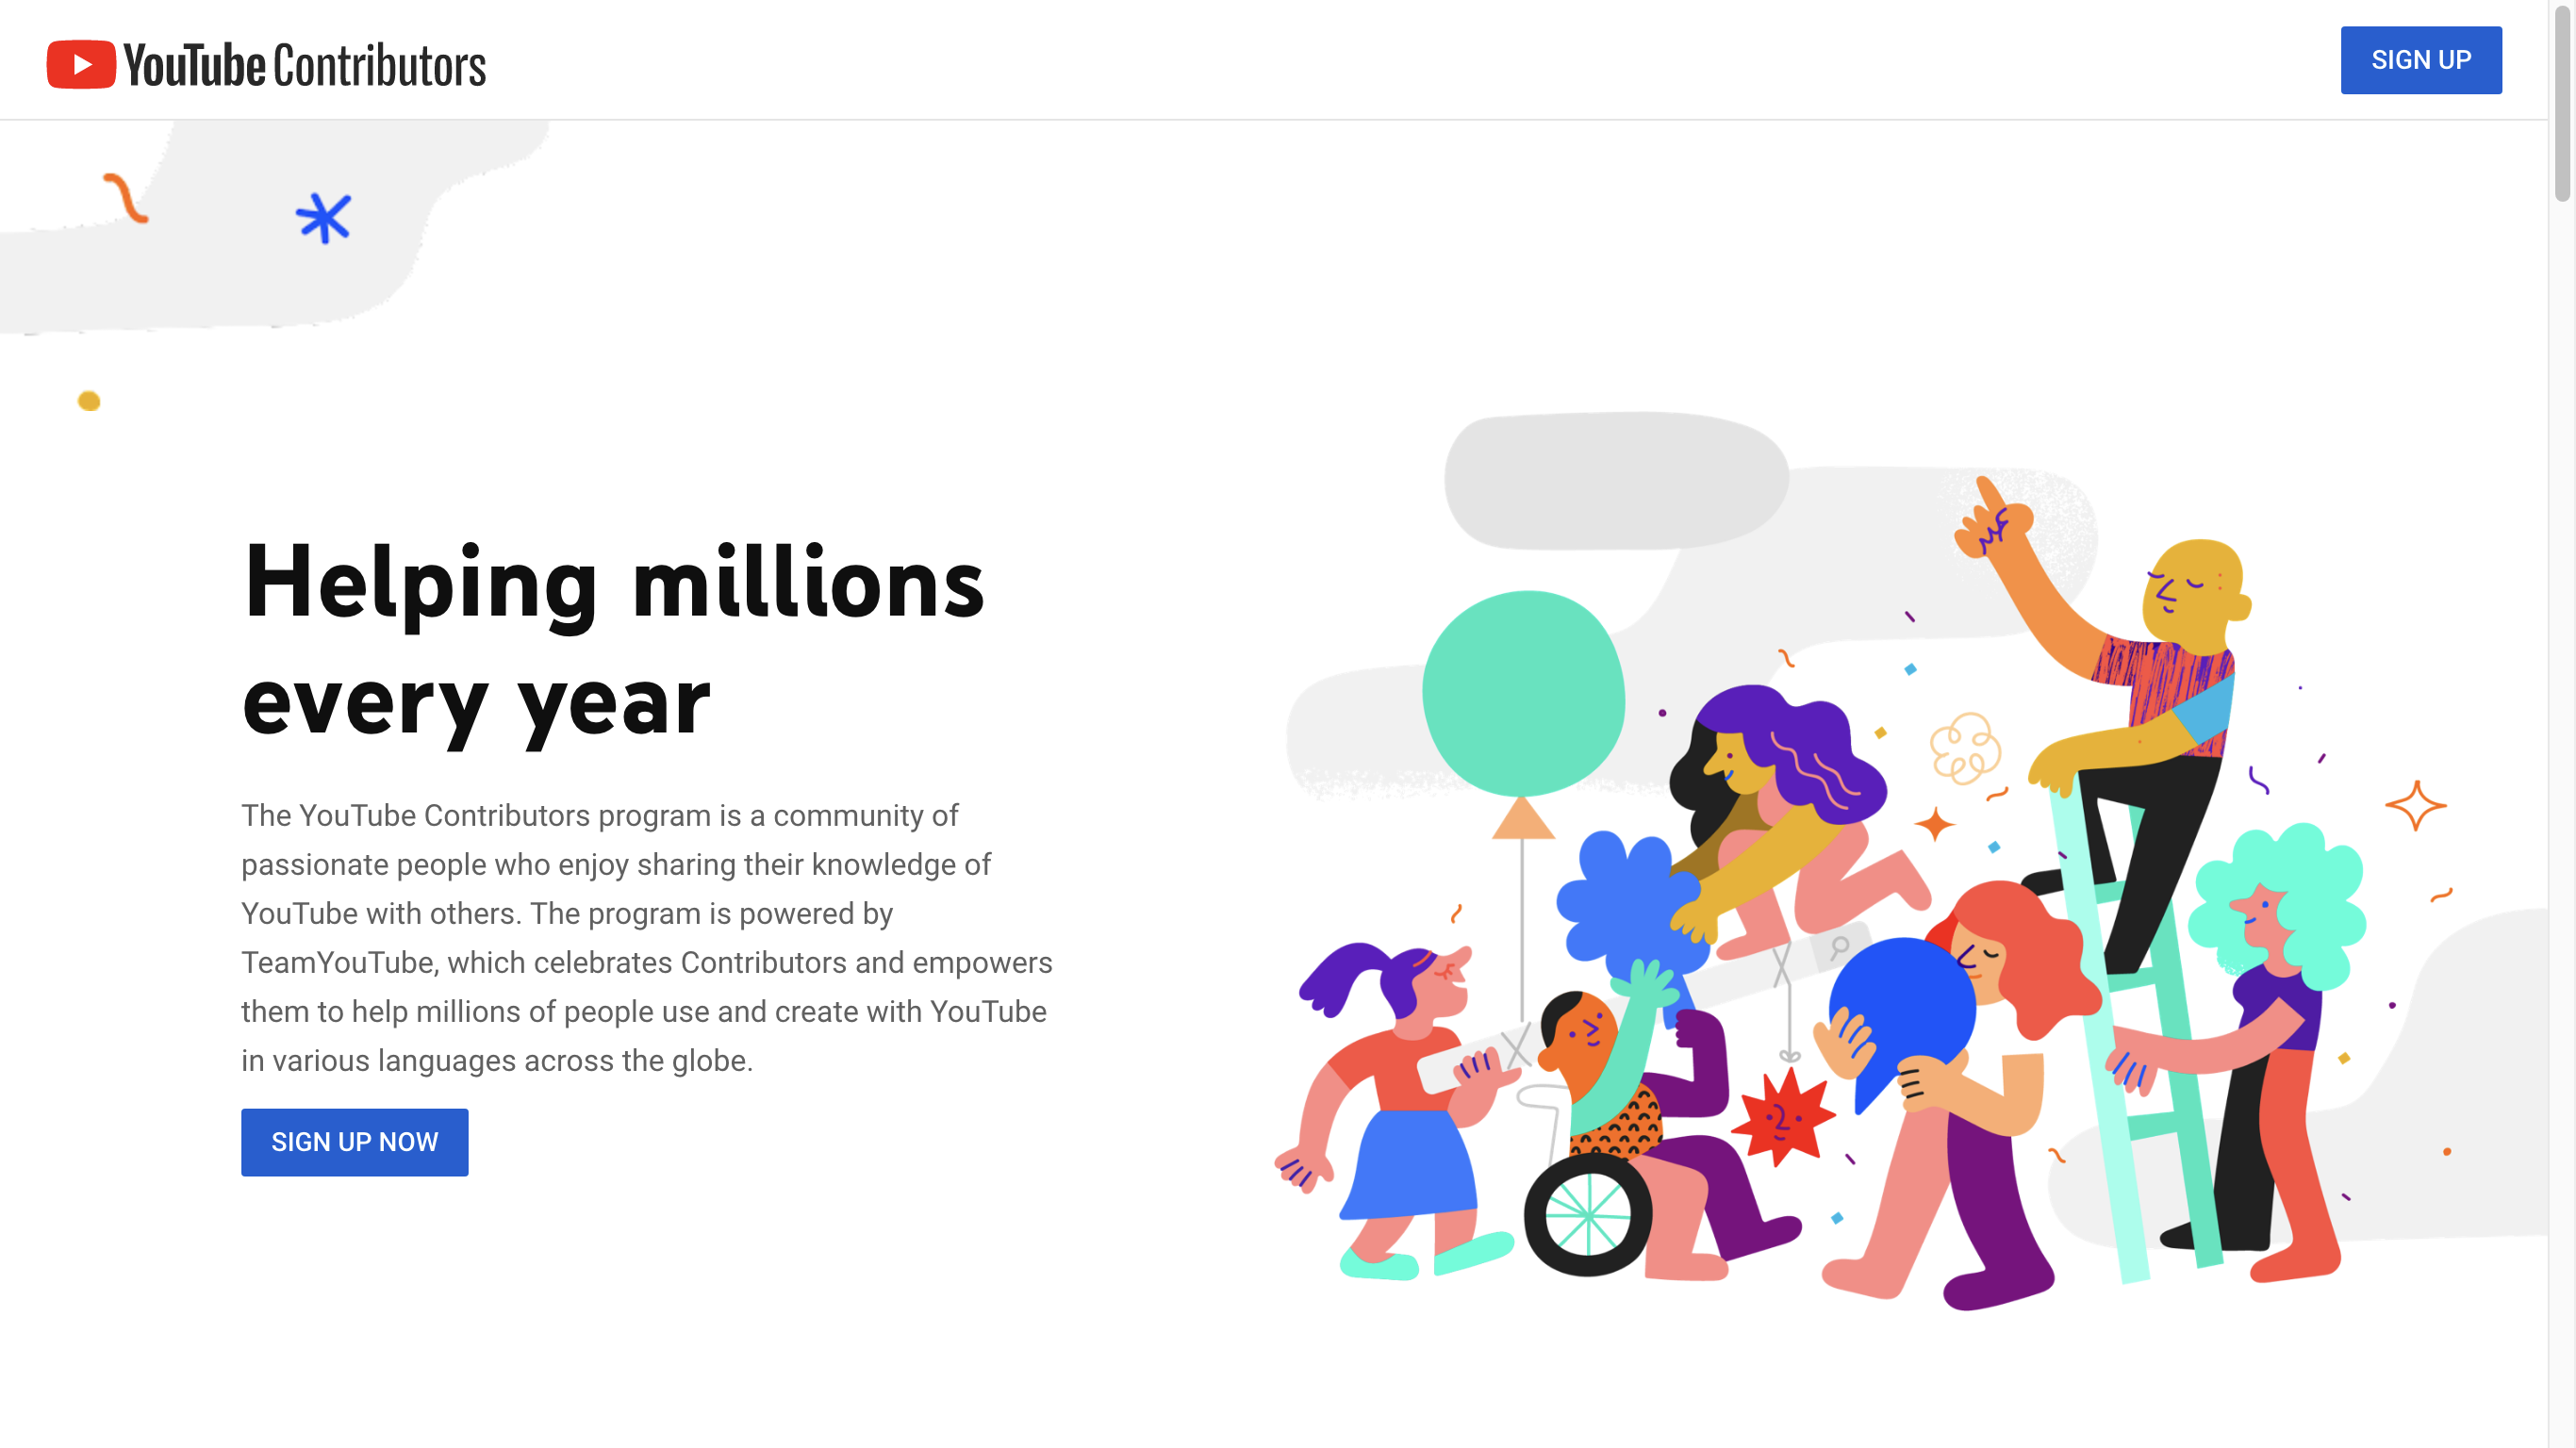 YouTube Contributors
SIGN UP
Helping millions
every year
The YouTube Contributors program is a community of
passionate people who enjoy sharing their knowledge of
YouTube with others. The program is powered by
TeamYouTube, which celebrates Contributors and empowers
them to help millions of people use and create with YouTube
in various languages across the globe.
SIGN UP NOW